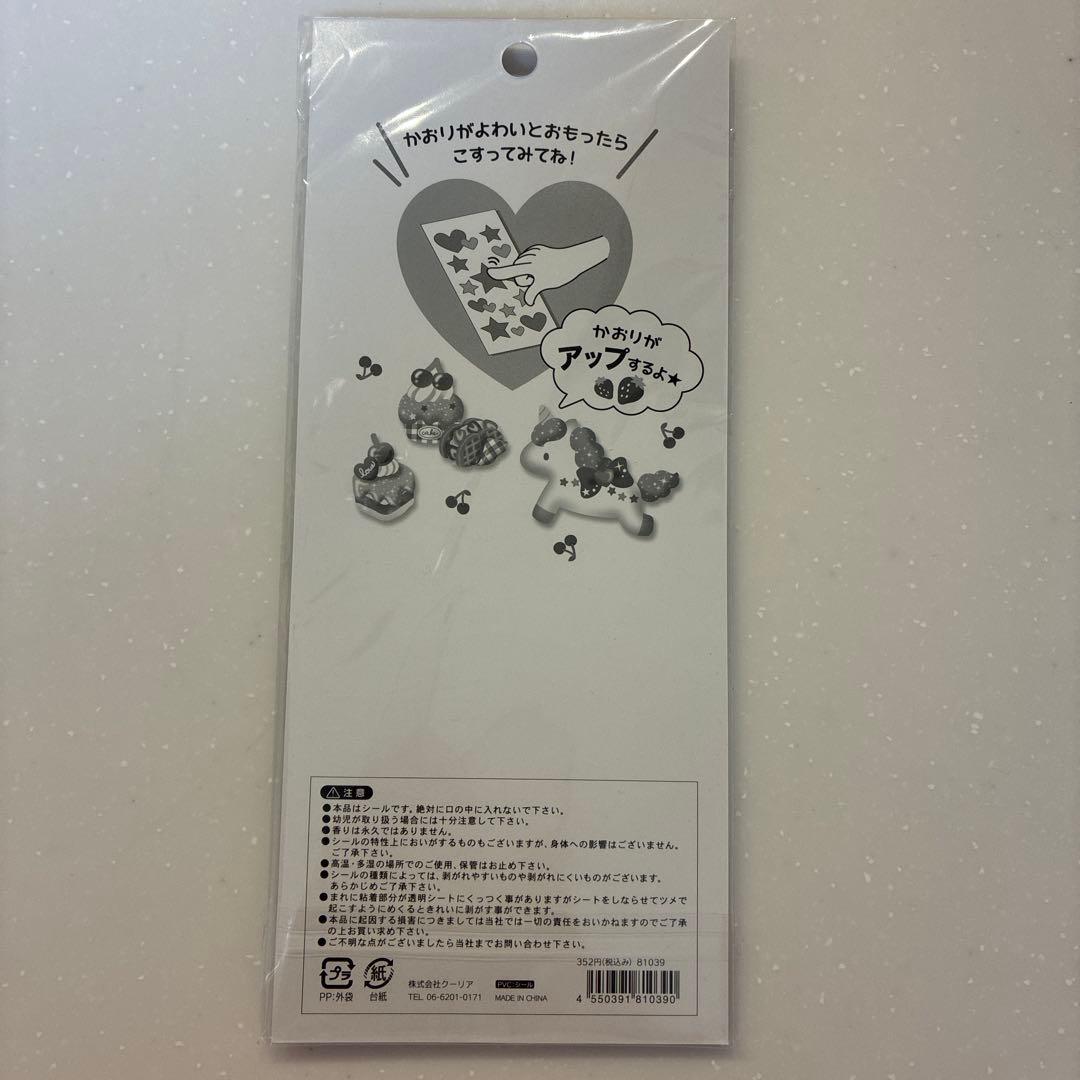 かおりがよわいとおもったら
こすってみてね!
かおりが
アップするよ★
cake
love
⚠注意
●本品はシールです。絶対に口の中に入れないで下さい。
●幼児が取り扱う場合には十分注意して下さい。
●香りは永久ではありません。
●シールの特性上においがするものもございますが、身体への影響はございません。
ご了承下さい。
●高温・多湿の場所でのご使用、保管はお止め下さい。
●シールの種類によっては、剥がれやすいものや剥がれにくいものがございます。
あらかじめご了承下さい。
●まれに粘着部分が透明シートにくっつく事がありますがシートをしならせてツメで
起こすようにめくるときれいに剥がす事ができます。
●本品に起因する損害につきましては当社では一切の責任をおいかねますのでご了承
の上お買い求め下さい。
●ご不明な点がございましたら当社までお問い合わせ下さい。
352円(税込み) 81039
プラ
PP:外袋
紙
台紙
株式会社クーリア
TEL 06-6201-0171
PVC:シール
MADE IN CHINA
4 550391 810390